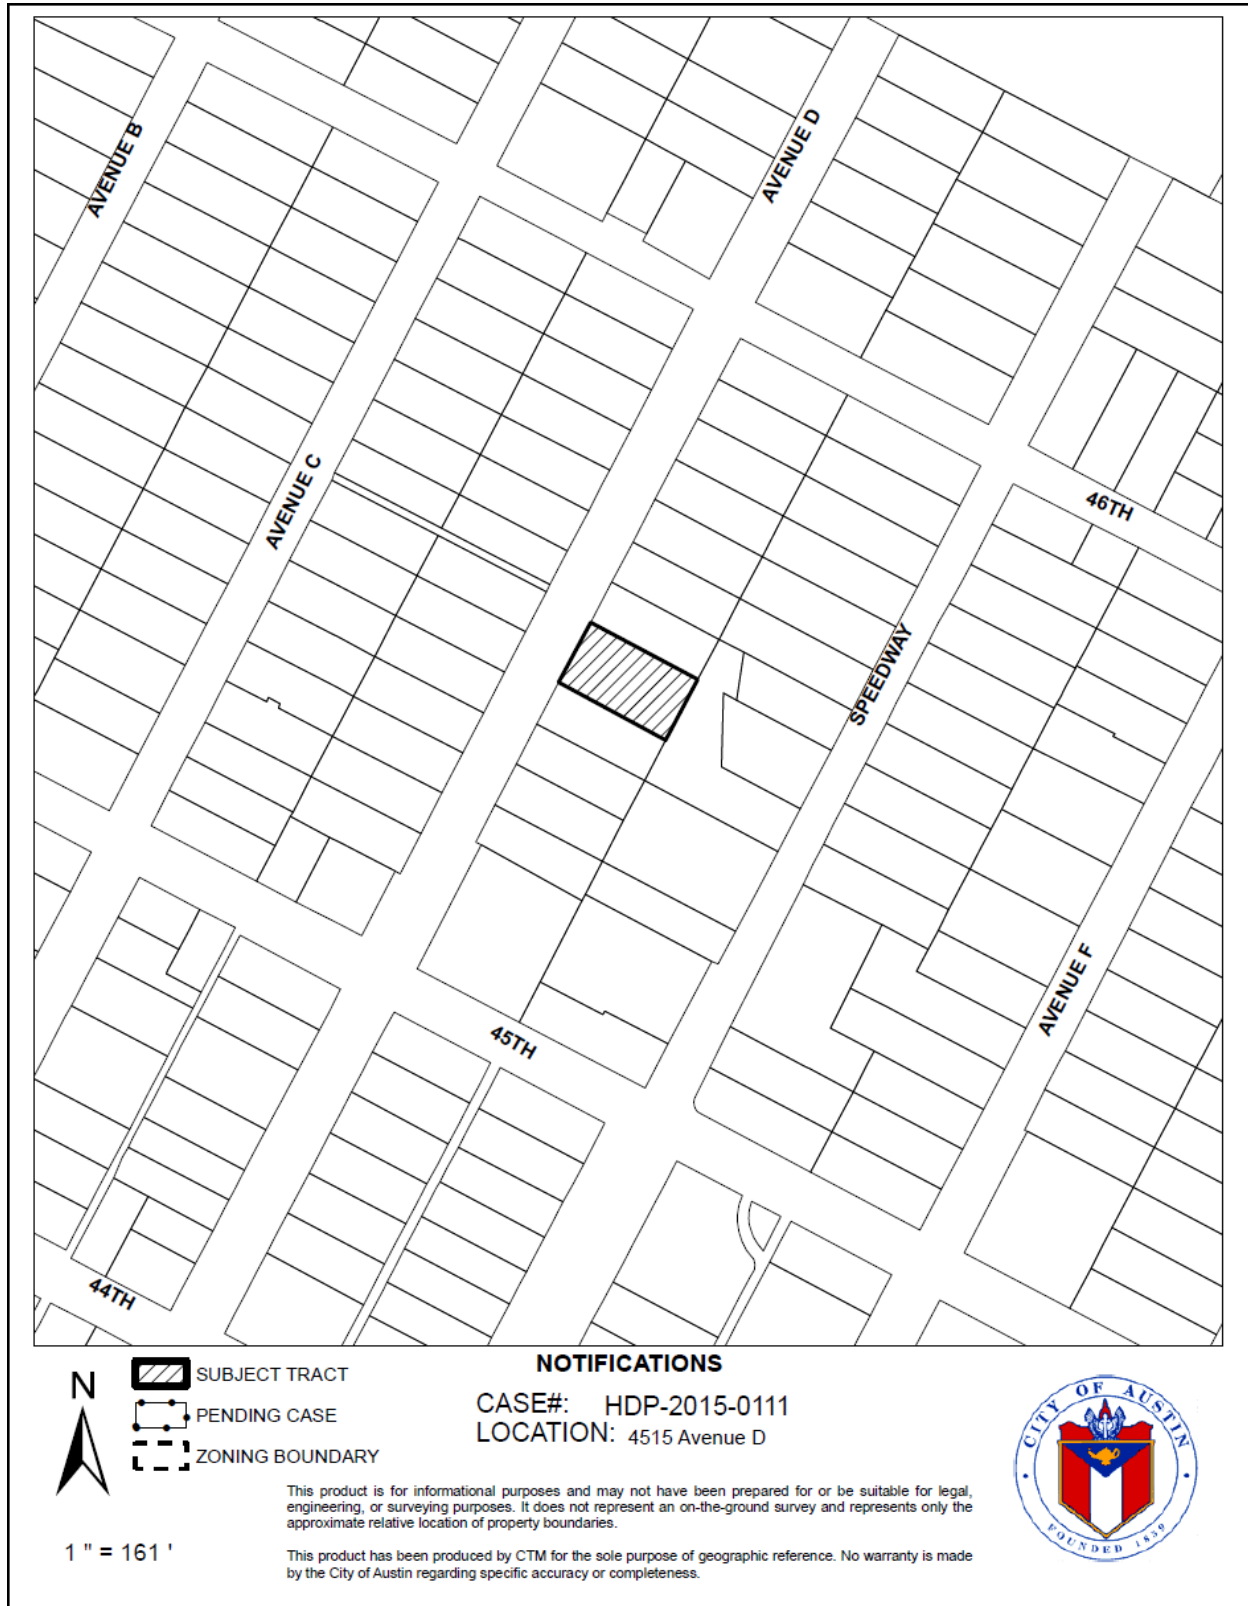 AVENUE B
AVENUE D
AVENUE C
46TH
SPEEDWAY
AVENUE F
45TH
44TH
N
SUBJECT TRACT
PENDING CASE
ZONING BOUNDARY
1 " = 161 '
NOTIFICATIONS
CASE#: HDP-2015-0111
LOCATION: 4515 Avenue D
This product is for informational purposes and may not have been prepared for or be suitable for legal,
engineering, or surveying purposes. It does not represent an on-the-ground survey and represents only the
approximate relative location of property boundaries.
This product has been produced by CTM for the sole purpose of geographic reference. No warranty is made
by the City of Austin regarding specific accuracy or completeness.
CITY OF AUSTIN
FOUNDED 1839